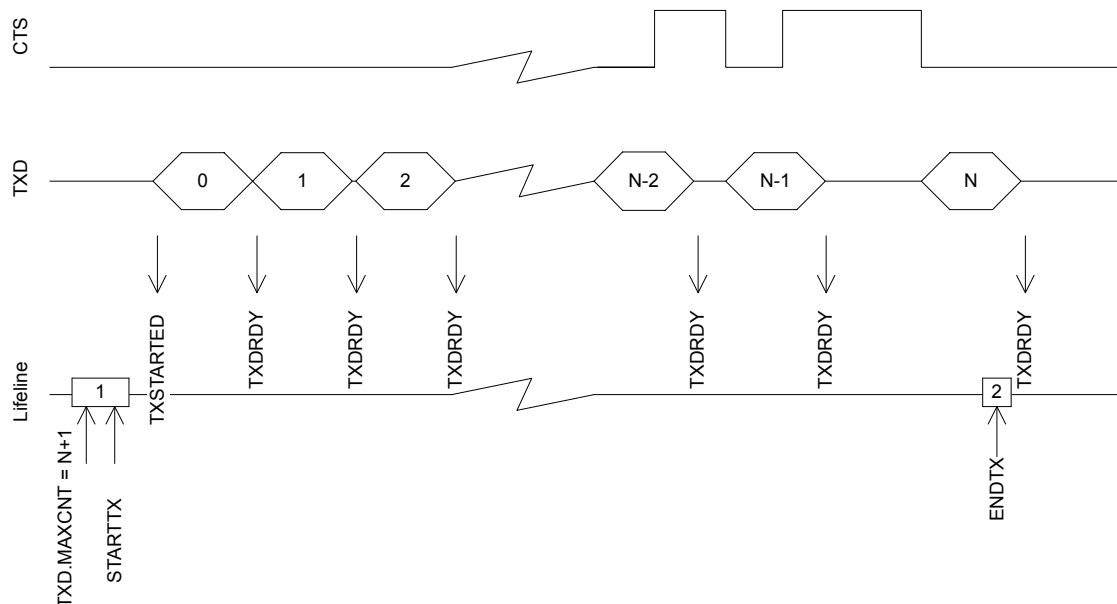 CTS
TXD
0
1
2
N-2
N-1
N
Lifeline
TXSTARTED
TXDRDY
TXDRDY
TXDRDY
TXDRDY
TXDRDY
TXDRDY
1
2
TXD.MAXCNT = N+1
STARTTX
ENDTX